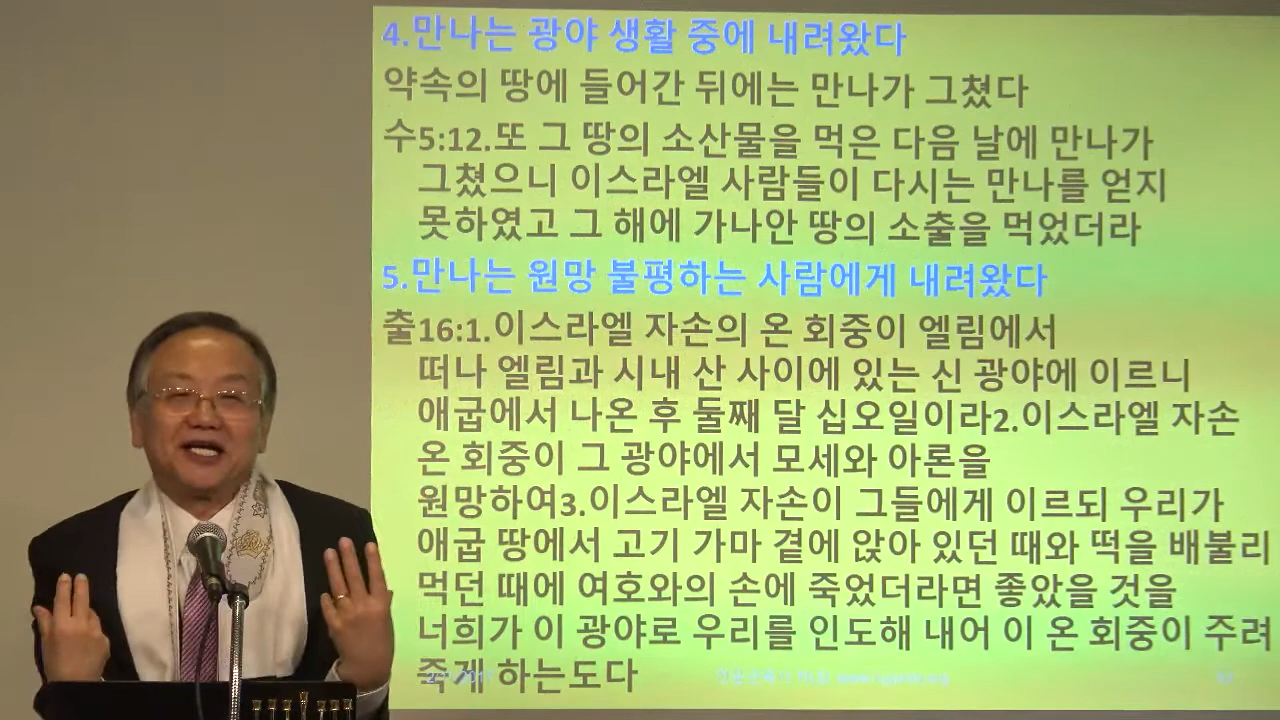 4.만나는 광야 생활 중에 내려왔다
약속의 땅에 들어간 뒤에는 만나가 그쳤다
수5:12.또 그 땅의 소산물을 먹은 다음 날에 만나가
그쳤으니 이스라엘 사람들이 다시는 만나를 얻지
못하였고 그 해에 가나안 땅의 소출을 먹었더라
5.만나는 원망 불평하는 사람에게 내려왔다
출16:1.이스라엘 자손의 온 회중이 엘림에서
떠나 엘림과 시내 산 사이에 있는 신 광야에 이르니
애굽에서 나온 후 둘째 달 십오일이라2.이스라엘 자손
온 회중이 그 광야에서 모세와 아론을
원망하여3.이스라엘 자손이 그들에게 이르되 우리가
애굽 땅에서 고기 가마 곁에 앉아 있던 때와 떡을 배불리
먹던 때에 여호와의 손에 죽었더라면 좋았을 것을
너희가 이 광야로 우리를 인도해 내어 이 온 회중이 주려
죽게 하는도다